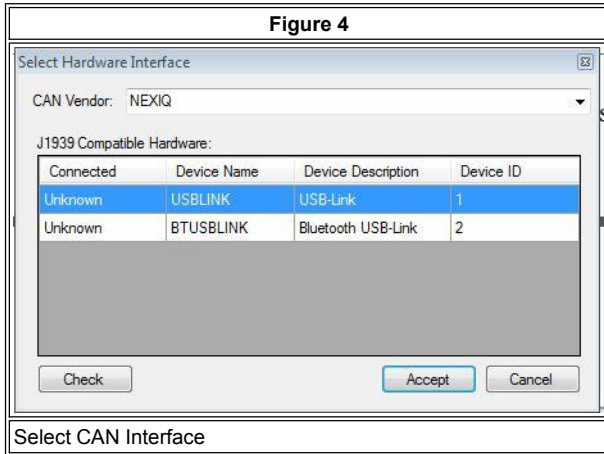 Figure 4
Select Hardware Interface
CAN Vendor: NEXIQ
J1939 Compatible Hardware:
Connected Device Name Device Description Device ID
Unknown USBLINK USB-Link 1
Unknown BTUSBLINK Bluetooth USB-Link 2
Check Accept Cancel
Select CAN Interface